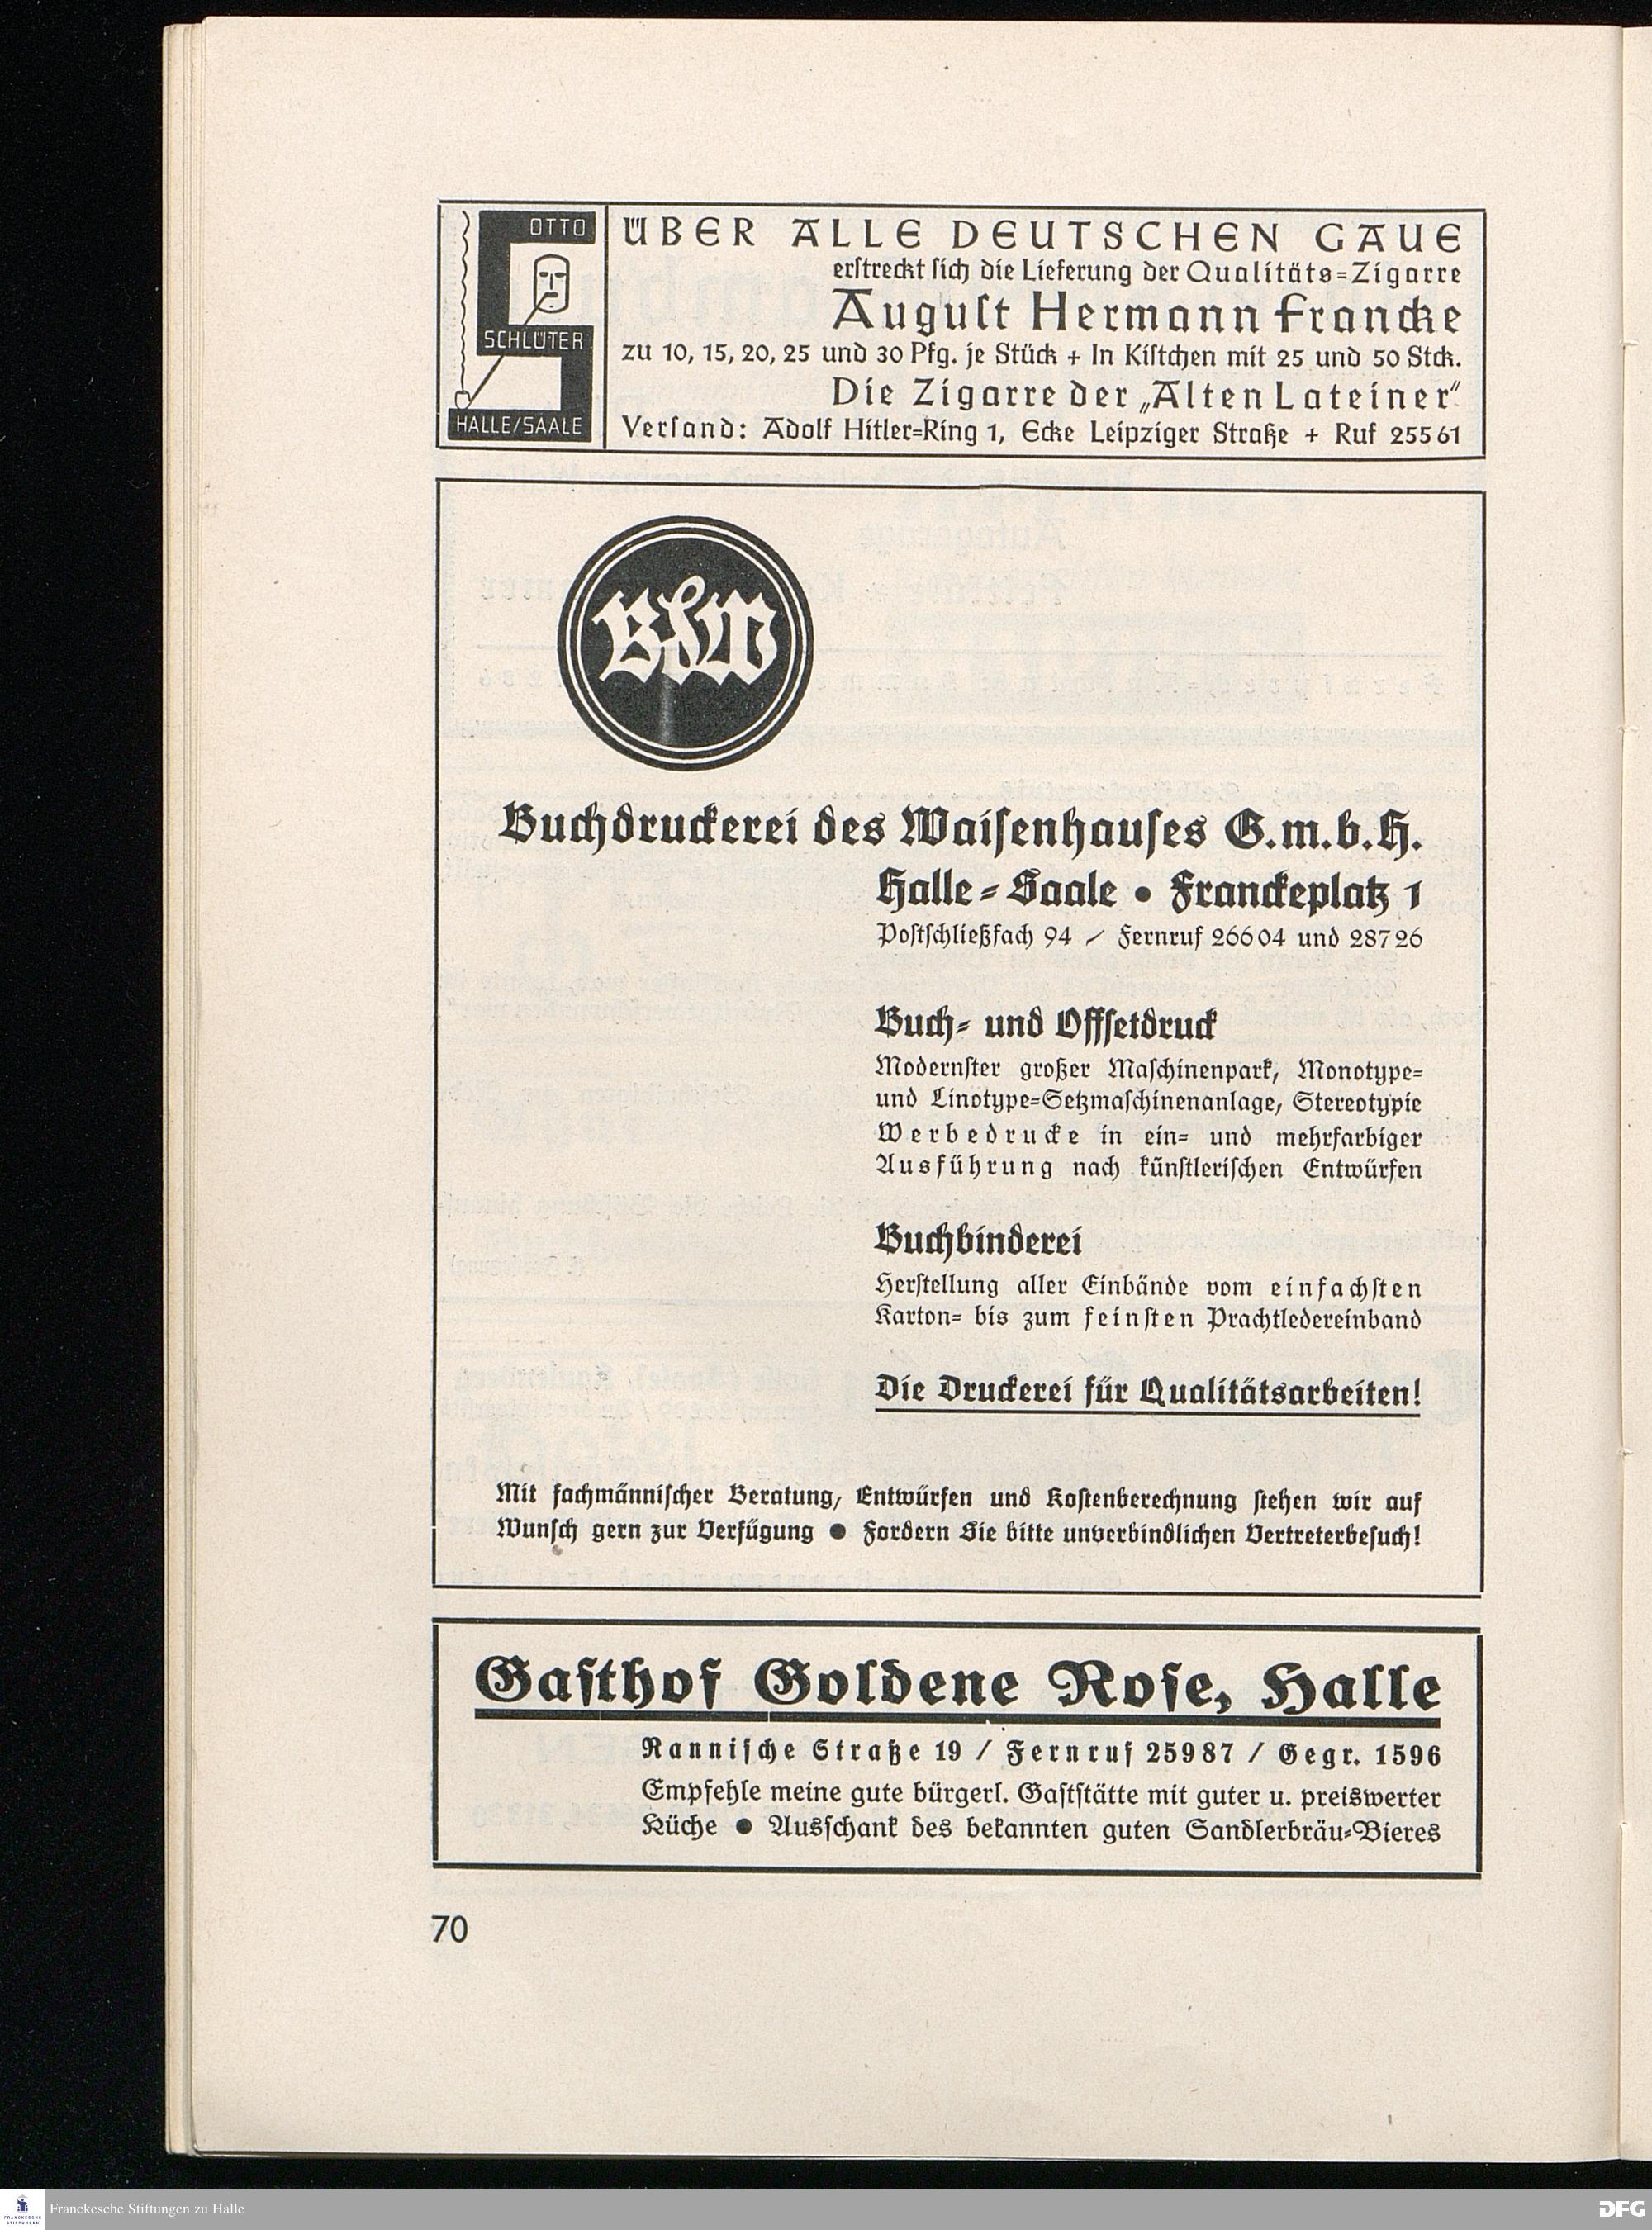 OTTO
SCHLÜTER
HALLE/SAALE
ÜBER ALLE DEUTSCHEN GAUE
erſtreckt ſich die Lieferung der Qualitäts=Zigarre
Auguſt Hermann Francke
zu 10, 15, 20, 25 und 30 Pfg. je Stück + In Kiſtchen mit 25 und 50 Stck.
Die Zigarre der „Alten Lateiner"
Verſand: Adolf Hitler=Ring 1, Ecke Leipziger Straße + Ruf 25561
BdW
Buchdruckerei des Waiſenhauſes G.m.b.H.
Halle=Saale • Franckeplatz 1
Poſtſchließfach 94 / Fernruf 26604 und 28726
Buch= und Offſetdruck
Modernſter großer Maſchinenpark, Monotype=
und Linotype=Setzmaſchinenanlage, Stereotypie
Werbedrucke in ein= und mehrfarbiger
Ausführung nach künſtleriſchen Entwürfen
Buchbinderei
Herſtellung aller Einbände vom einfachſten
Karton= bis zum feinſten Prachtledereinband
Die Druckerei für Qualitätsarbeiten!
Mit fachmänniſcher Beratung, Entwürfen und Koſtenberechnung ſtehen wir auf
Wunſch gern zur Verfügung • Fordern Sie bitte unverbindlichen Vertreterbeſuch!
Gaſthof Goldene Roſe, Halle
Ranniſche Straße 19 / Fernruf 25987 / Gegr. 1596
Empfehle meine gute bürgerl. Gaſtſtätte mit guter u. preiswerter
Küche • Ausſchank des bekannten guten Sandlerbräu=Bieres
70
FRANCKESCHE
STIFTUNGEN
Franckesche Stiftungen zu Halle
DFG